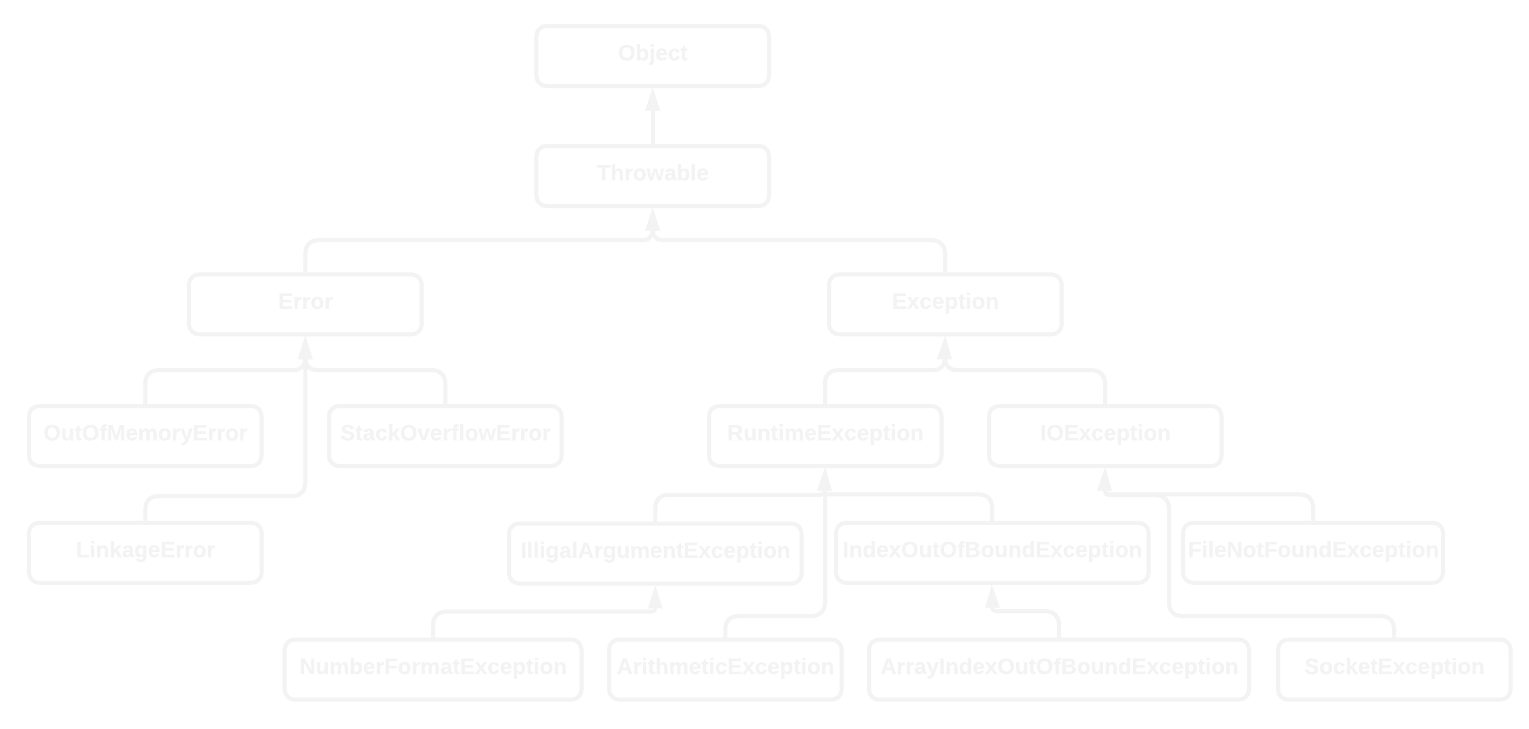 Object
Throwable
Error
Exception
OutOfMemoryError
StackOverflowError
RuntimeException
IOException
LinkageError
IlligalArgumentException
IndexOutOfBoundException
FileNotFoundException
NumberFormatException
ArithmeticException
ArrayIndexOutOfBoundException
SocketException